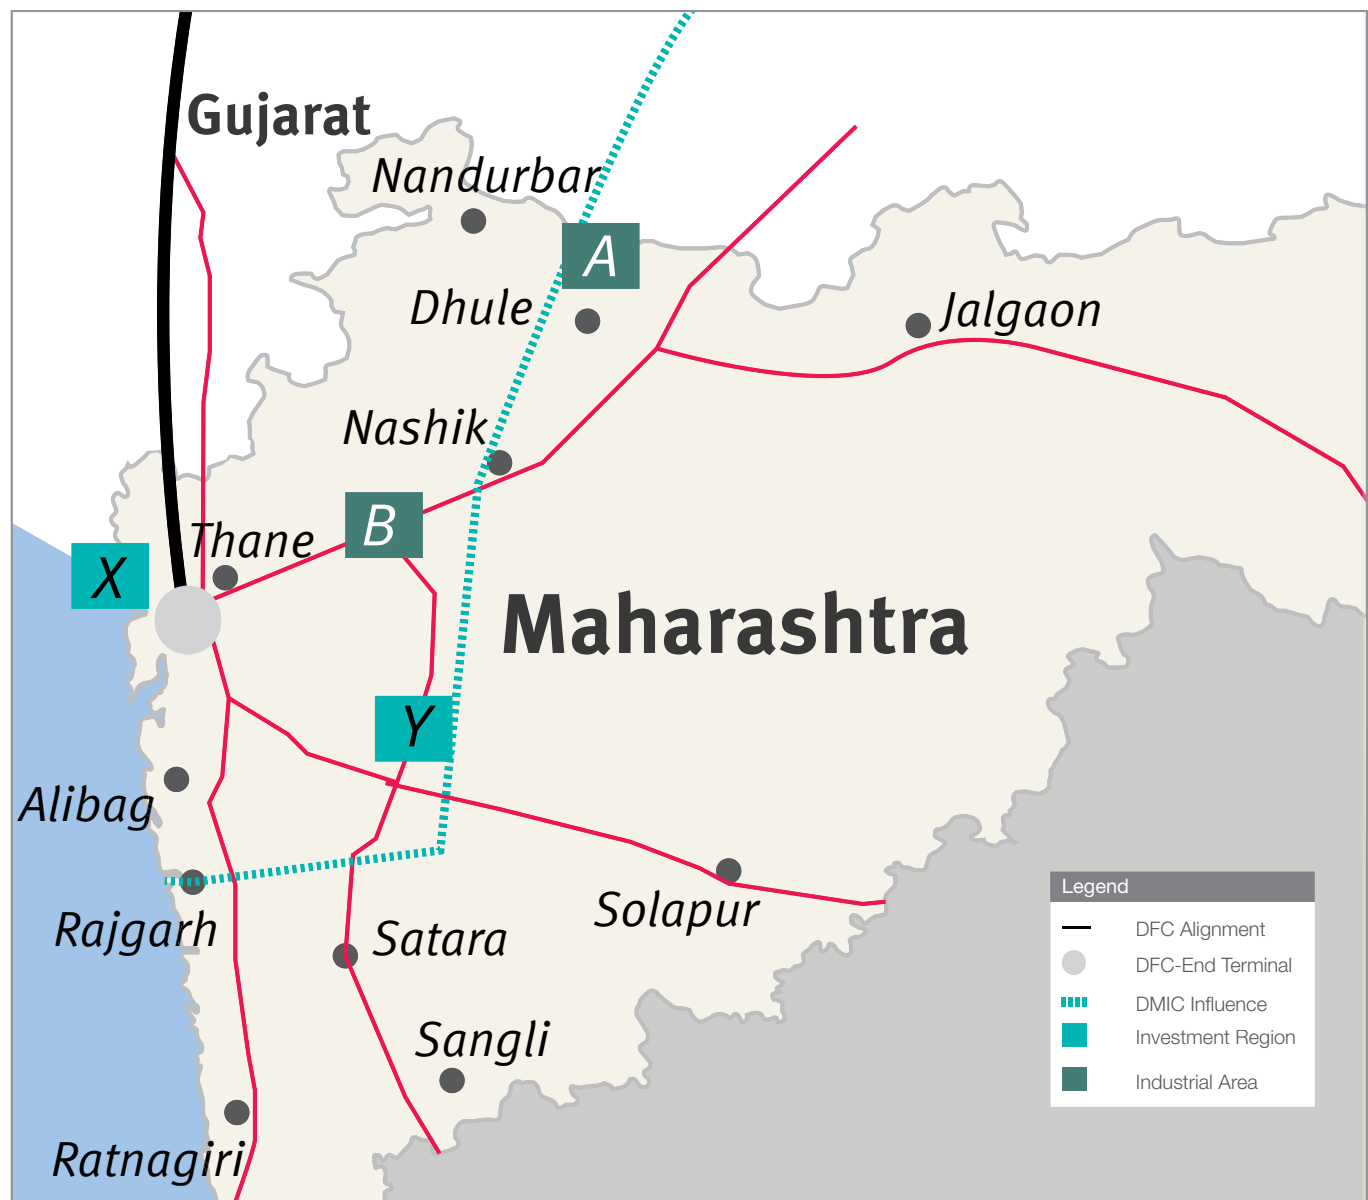 Gujarat
Nandurbar
A
Dhule
Jalgaon
Nashik
B
Thane
X
Maharashtra
Y
Alibag
Rajgarh
Solapur
Satara
Sangli
Ratnagiri
Legend
DFC Alignment
DFC-End Terminal
DMIC Influence
Investment Region
Industrial Area